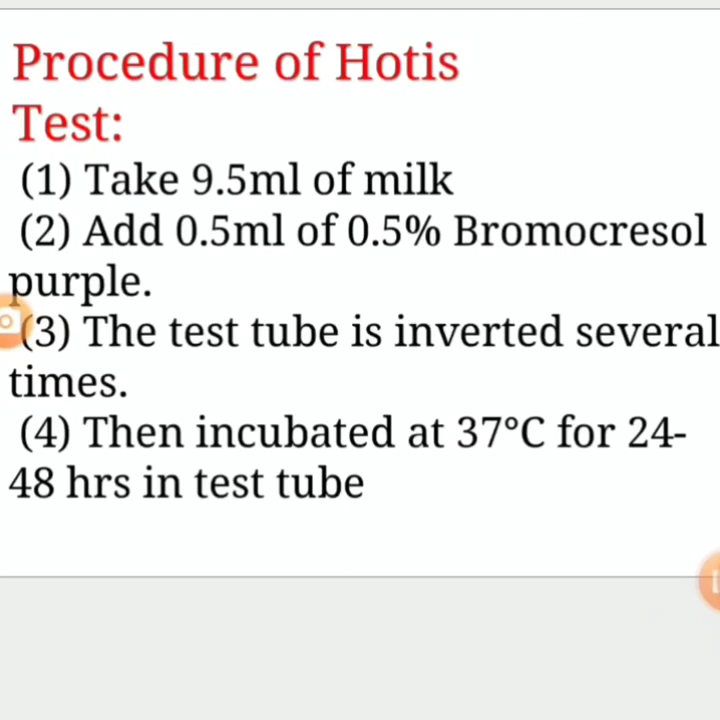 Procedure of Hotis
Test:
(1) Take 9.5ml of milk
(2) Add 0.5ml of 0.5% Bromocresol
purple.
(3) The test tube is inverted several
times.
(4) Then incubated at 37°C for 24-
48 hrs in test tube